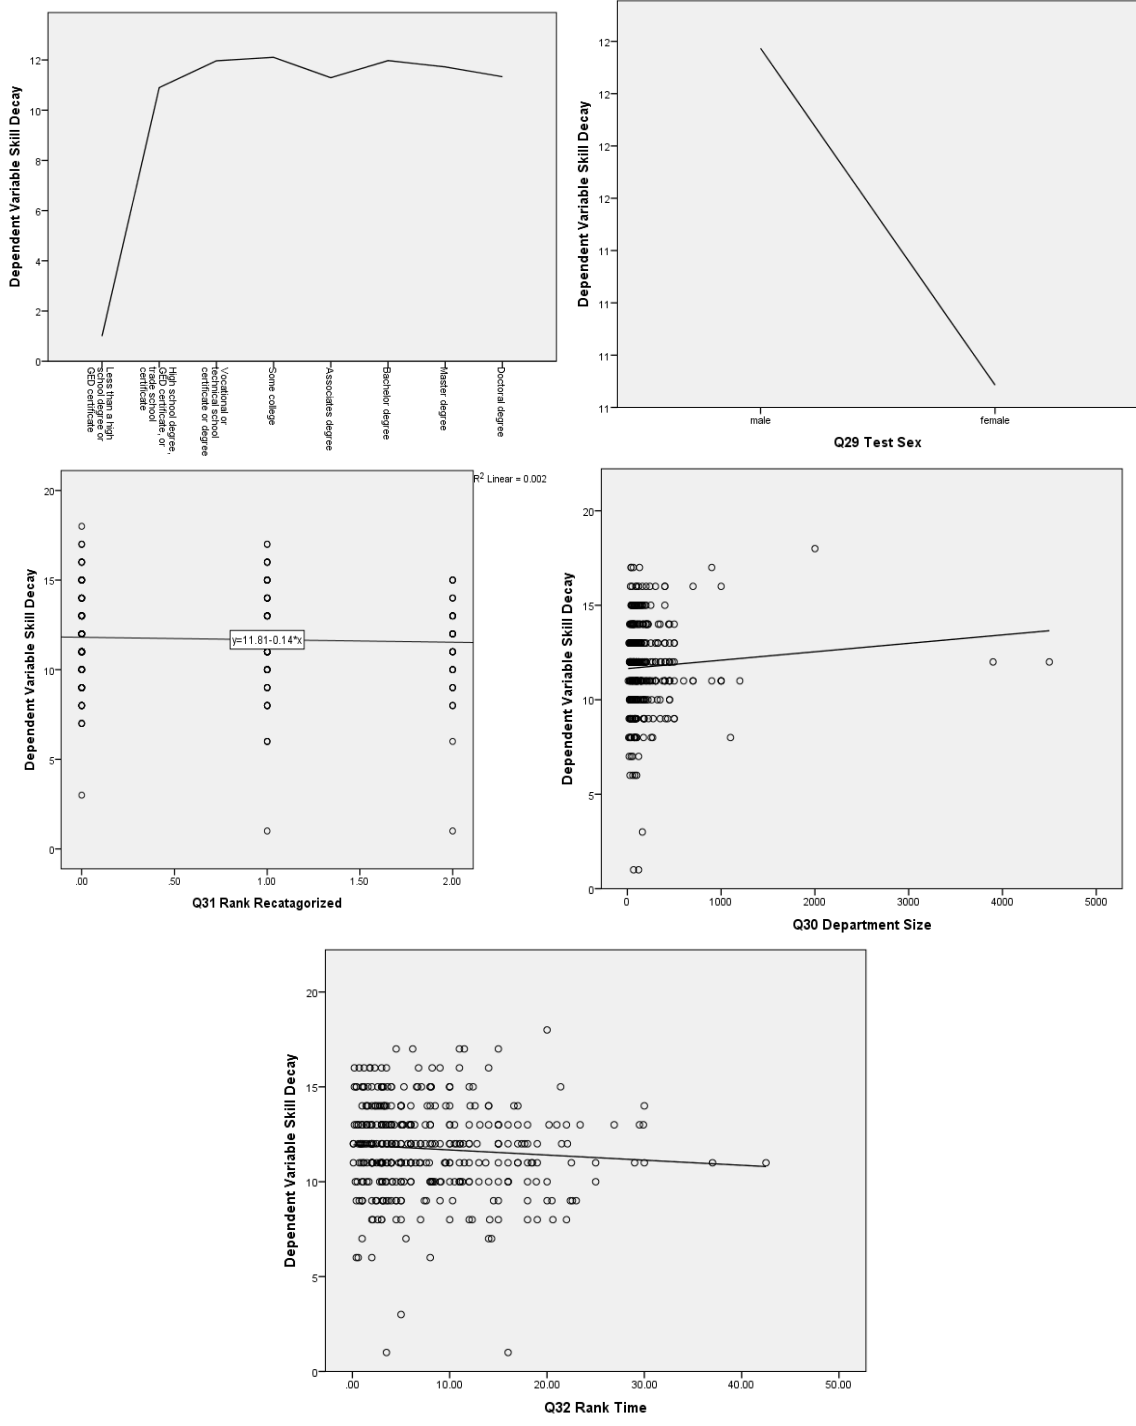 Dependent Variable Skill Decay
12
10
8
6
4
2
0
Less than a high
school degree or
GED certificate
High school degree,
GED certificate, or
trade school
certificate
Vocational or
technical school
certificate or degree
Some college
Associates degree
Bachelor degree
Master degree
Doctoral degree
Dependent Variable Skill Decay
12
12
12
12
11
11
11
11
male
female
Q29 Test Sex
R2 Linear = 0.002
Dependent Variable Skill Decay
20
15
10
5
0
y=11.81-0.14*x
.00
.50
1.00
1.50
2.00
Q31 Rank Recatagorized
Dependent Variable Skill Decay
20
15
10
5
0
0
1000
2000
3000
4000
5000
Q30 Department Size
Dependent Variable Skill Decay
20
15
10
5
0
.00
10.00
20.00
30.00
40.00
50.00
Q32 Rank Time